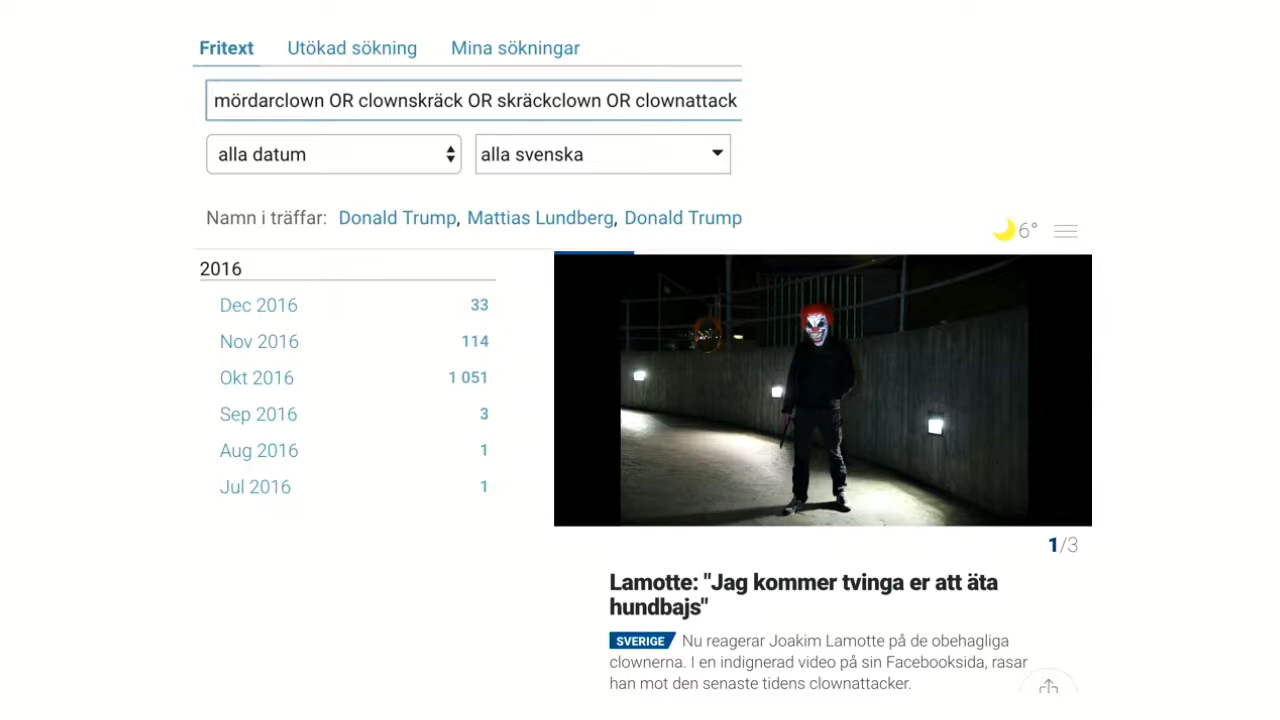 Fritext Utökad sökning Mina sökningar
mördarclown OR clownskräck OR skräckclown OR clownattack
alla datum alla svenska
Namn i träffar: Donald Trump, Mattias Lundberg, Donald Trump
6°
2016
Dec 2016 33
Nov 2016 114
Okt 2016 1 051
Sep 2016 3
Aug 2016 1
Jul 2016 1
1/3
Lamotte: "Jag kommer tvinga er att äta
hundbajs"
SVERIGE Nu reagerar Joakim Lamotte på de obehagliga
clownerna. I en indignerad video på sin Facebooksida, rasar
han mot den senaste tidens clownattacker.